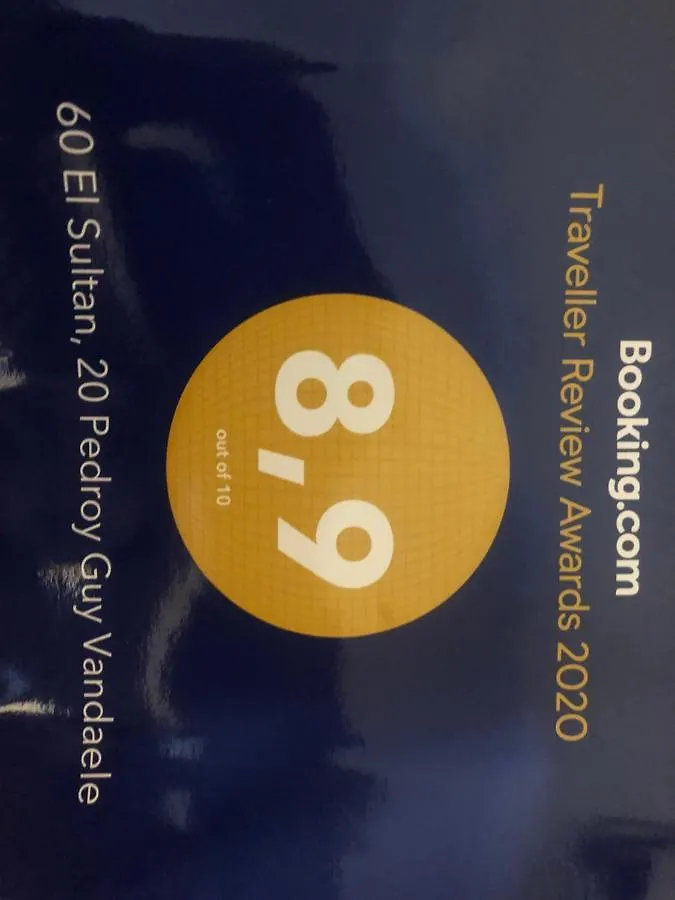 Booking.com
Traveller Review Awards 2020
8,9
out of 10
60 El Sultan, 20 Pedroy Guy Vandaele